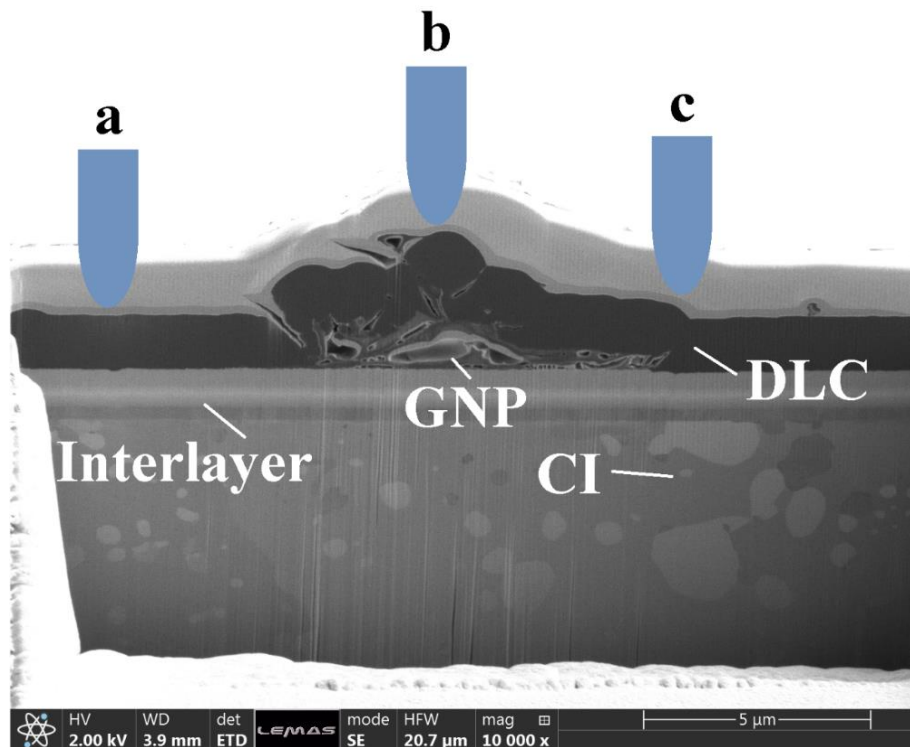 a
b
c
DLC
GNP
Interlayer
CI
HV
2.00 kV
WD
3.9 mm
det
ETD
LEMAS
mode
SE
HFW
20.7 µm
mag
10 000 x
5 µm